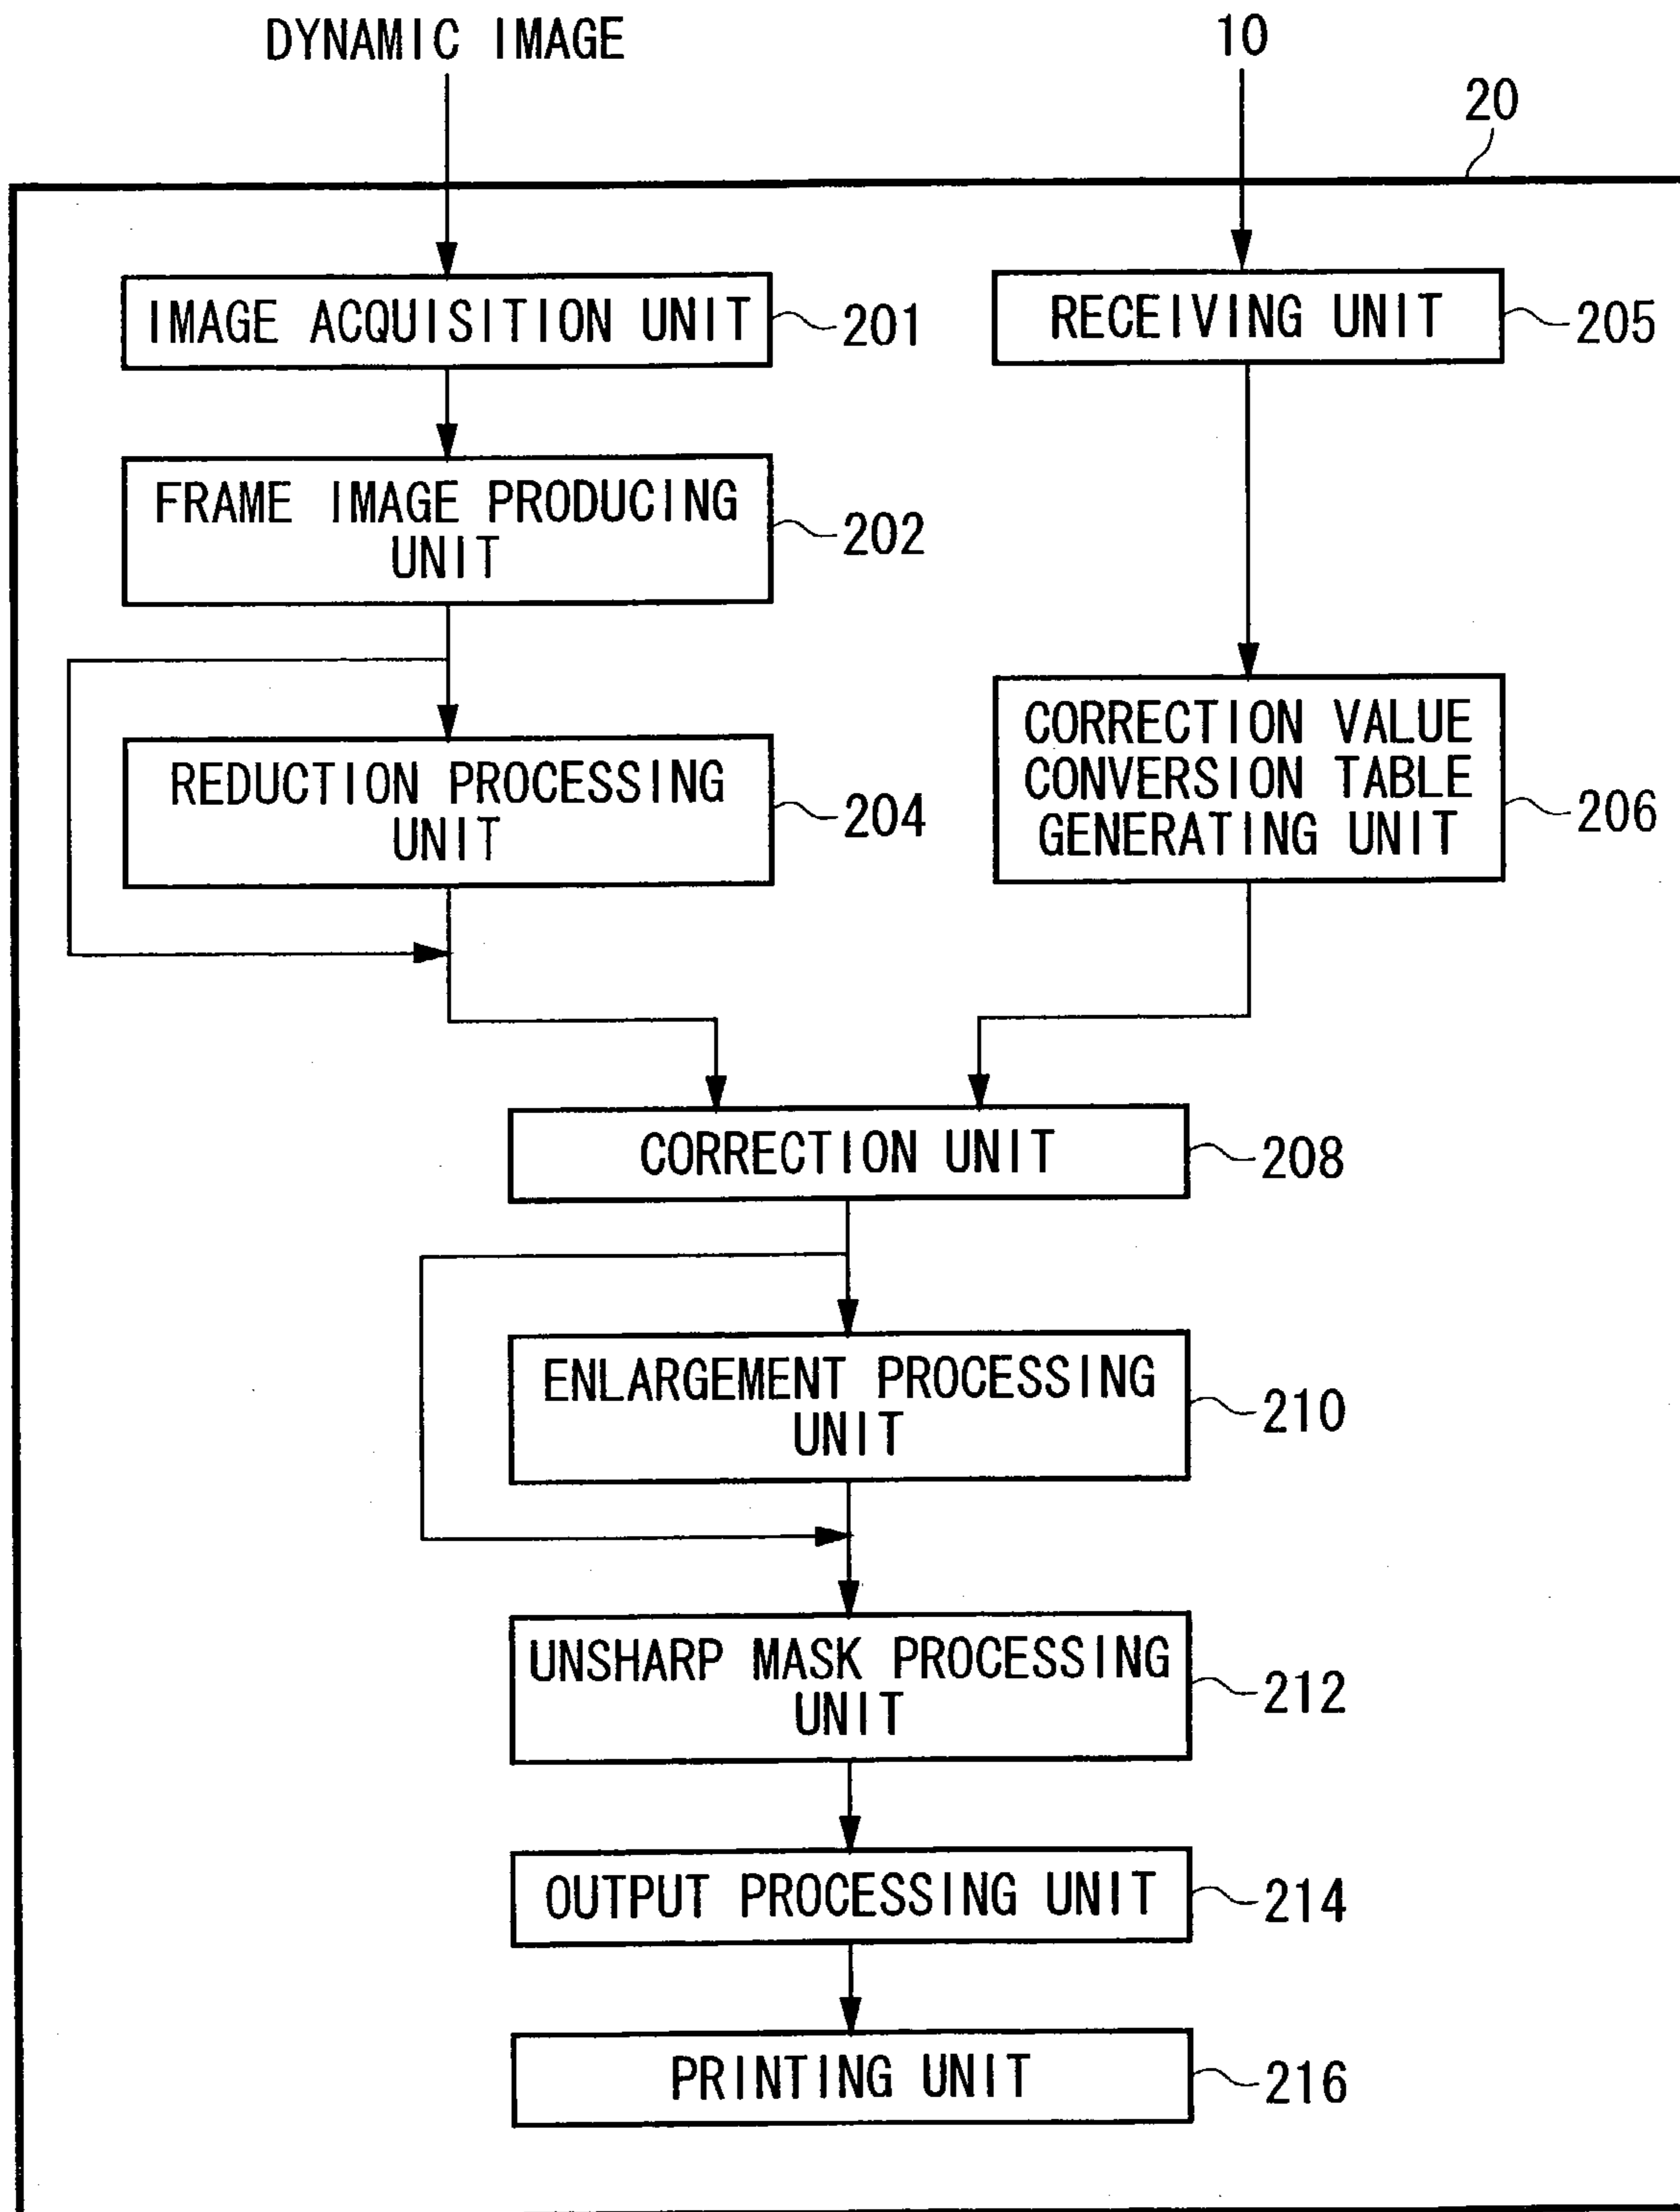 DYNAMIC IMAGE
10
20
IMAGE ACQUISITION UNIT
201
RECEIVING UNIT
205
FRAME IMAGE PRODUCING
UNIT
202
REDUCTION PROCESSING
UNIT
204
CORRECTION VALUE
CONVERSION TABLE
GENERATING UNIT
206
CORRECTION UNIT
208
ENLARGEMENT PROCESSING
UNIT
210
UNSHARP MASK PROCESSING
UNIT
212
OUTPUT PROCESSING UNIT
214
PRINTING UNIT
216